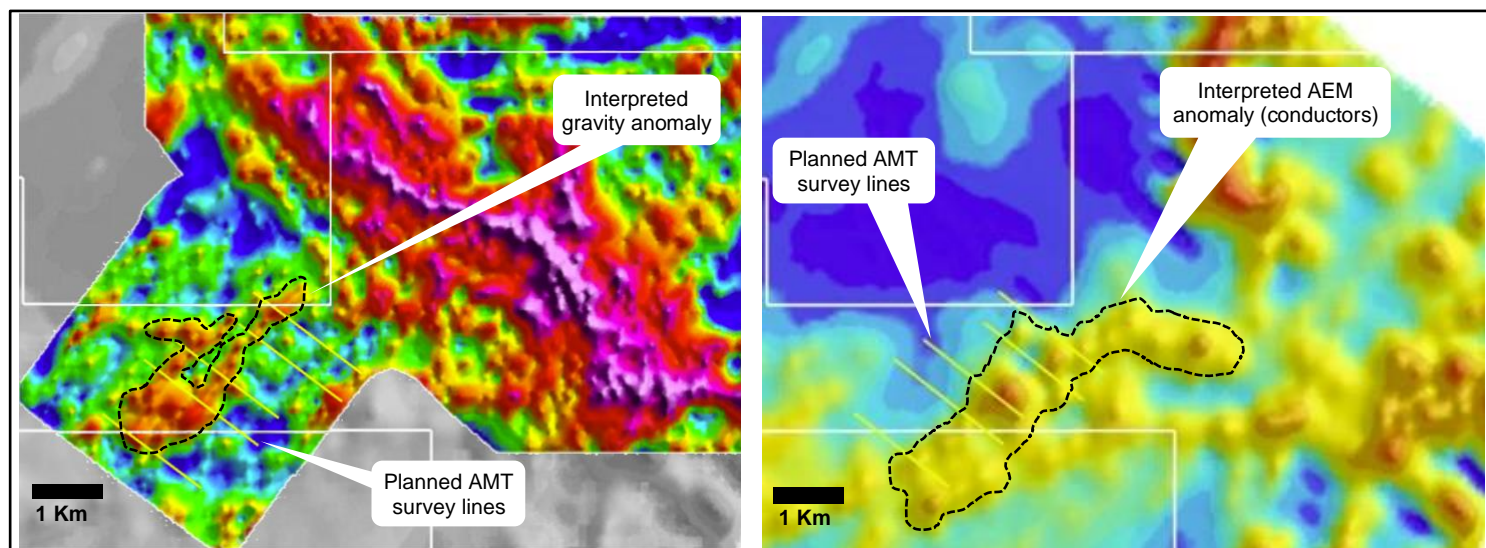 Interpreted
gravity anomaly
Planned AMT
survey lines
1 Km
Interpreted AEM
anomaly (conductors)
Planned AMT
survey lines
1 Km